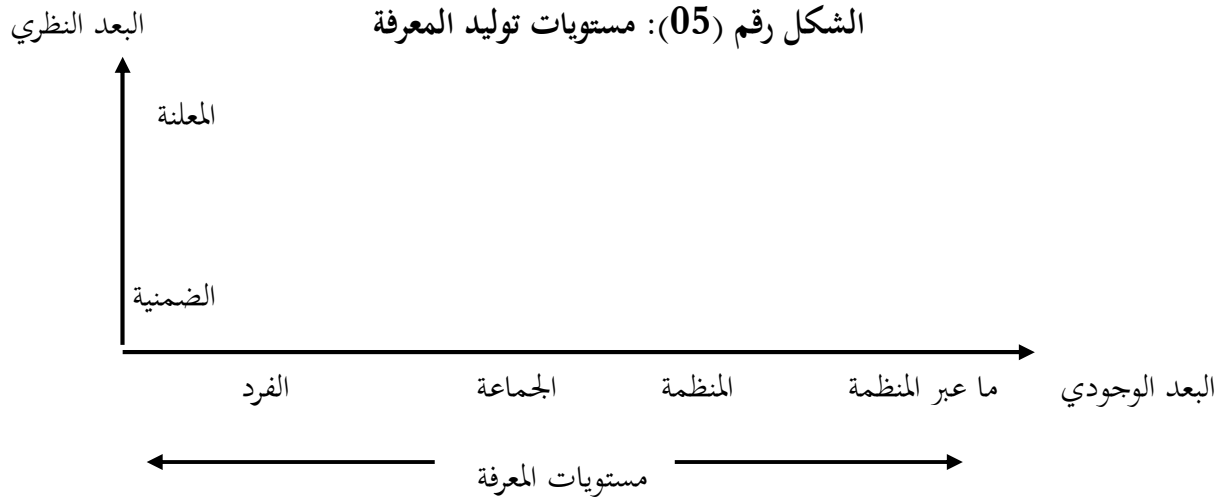 الشكل رقم (05): مستويات توليد المعرفة
البعد النظري
المعلنة
الضمنية
الفرد
الجماعة
المنظمة
ما عبر المنظمة
البعد الوجودي
مستويات المعرفة